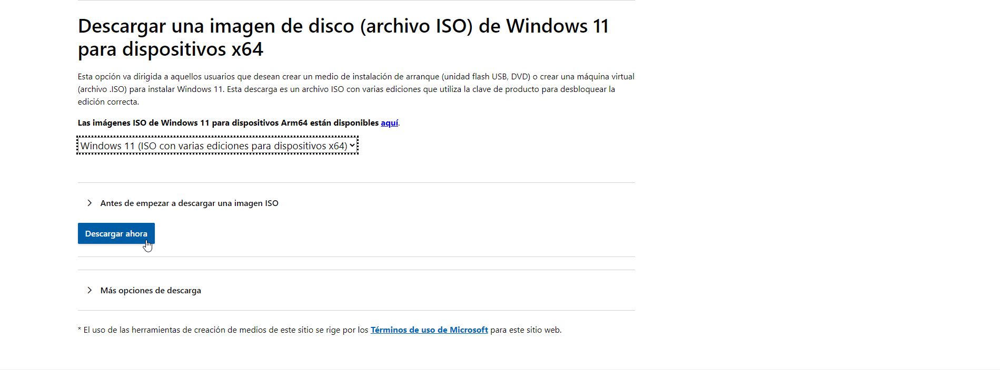 Descargar una imagen de disco (archivo ISO) de Windows 11
para dispositivos x64
Esta opción va dirigida a aquellos usuarios que desean crear un medio de instalación de arranque (unidad flash USB, DVD) o crear una máquina virtual
(archivo .ISO) para instalar Windows 11. Esta descarga es un archivo ISO con varias ediciones que utiliza la clave de producto para desbloquear la
edición correcta.
Las imágenes ISO de Windows 11 para dispositivos Arm64 están disponibles aquí.
Windows 11 (ISO con varias ediciones para dispositivos x64)
Antes de empezar a descargar una imagen ISO
Descargar ahora
Más opciones de descarga
* El uso de las herramientas de creación de medios de este sitio se rige por los Términos de uso de Microsoft para este sitio web.